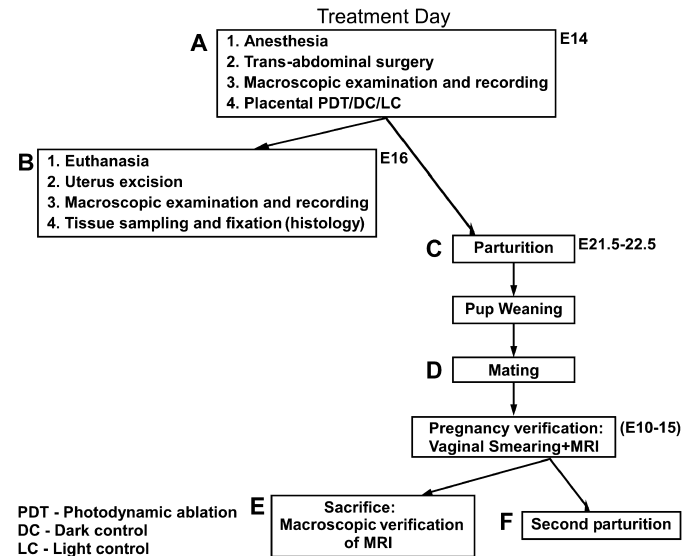 Treatment Day
A
1. Anesthesia
2. Trans-abdominal surgery
3. Macroscopic examination and recording
4. Placental PDT/DC/LC
E14
B
1. Euthanasia
2. Uterus excision
3. Macroscopic examination and recording
4. Tissue sampling and fixation (histology)
E16
C
Parturition
E21.5-22.5
Pup Weaning
D
Mating
Pregnancy verification:
Vaginal Smearing+MRI
(E10-15)
E
Sacrifice:
Macroscopic verification
of MRI
F
Second parturition
PDT - Photodynamic ablation
DC - Dark control
LC - Light control